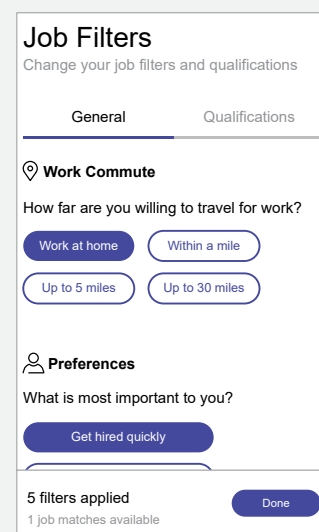 Job Filters
Change your job filters and qualifications
General Qualifications
Work Commute
How far are you willing to travel for work?
Work at home Within a mile
Up to 5 miles Up to 30 miles
Preferences
What is most important to you?
Get hired quickly
5 filters applied
Done
1 job matches available